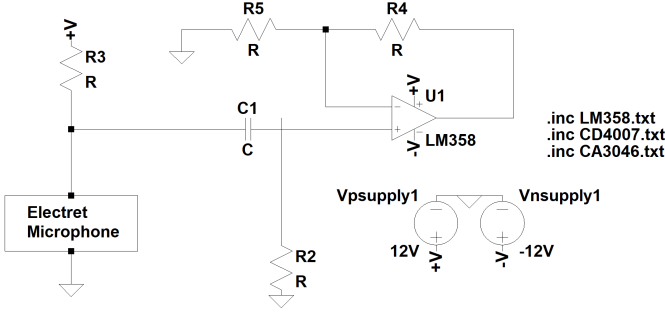 R5
R4
+V
R
R
R3
R
+V
U1
C1
C
LM358
-V
.inc LM358.txt
.inc CD4007.txt
.inc CA3046.txt
Vpsupply1
Vnsupply1
Electret
Microphone
12V
-12V
+V
-V
R2
R